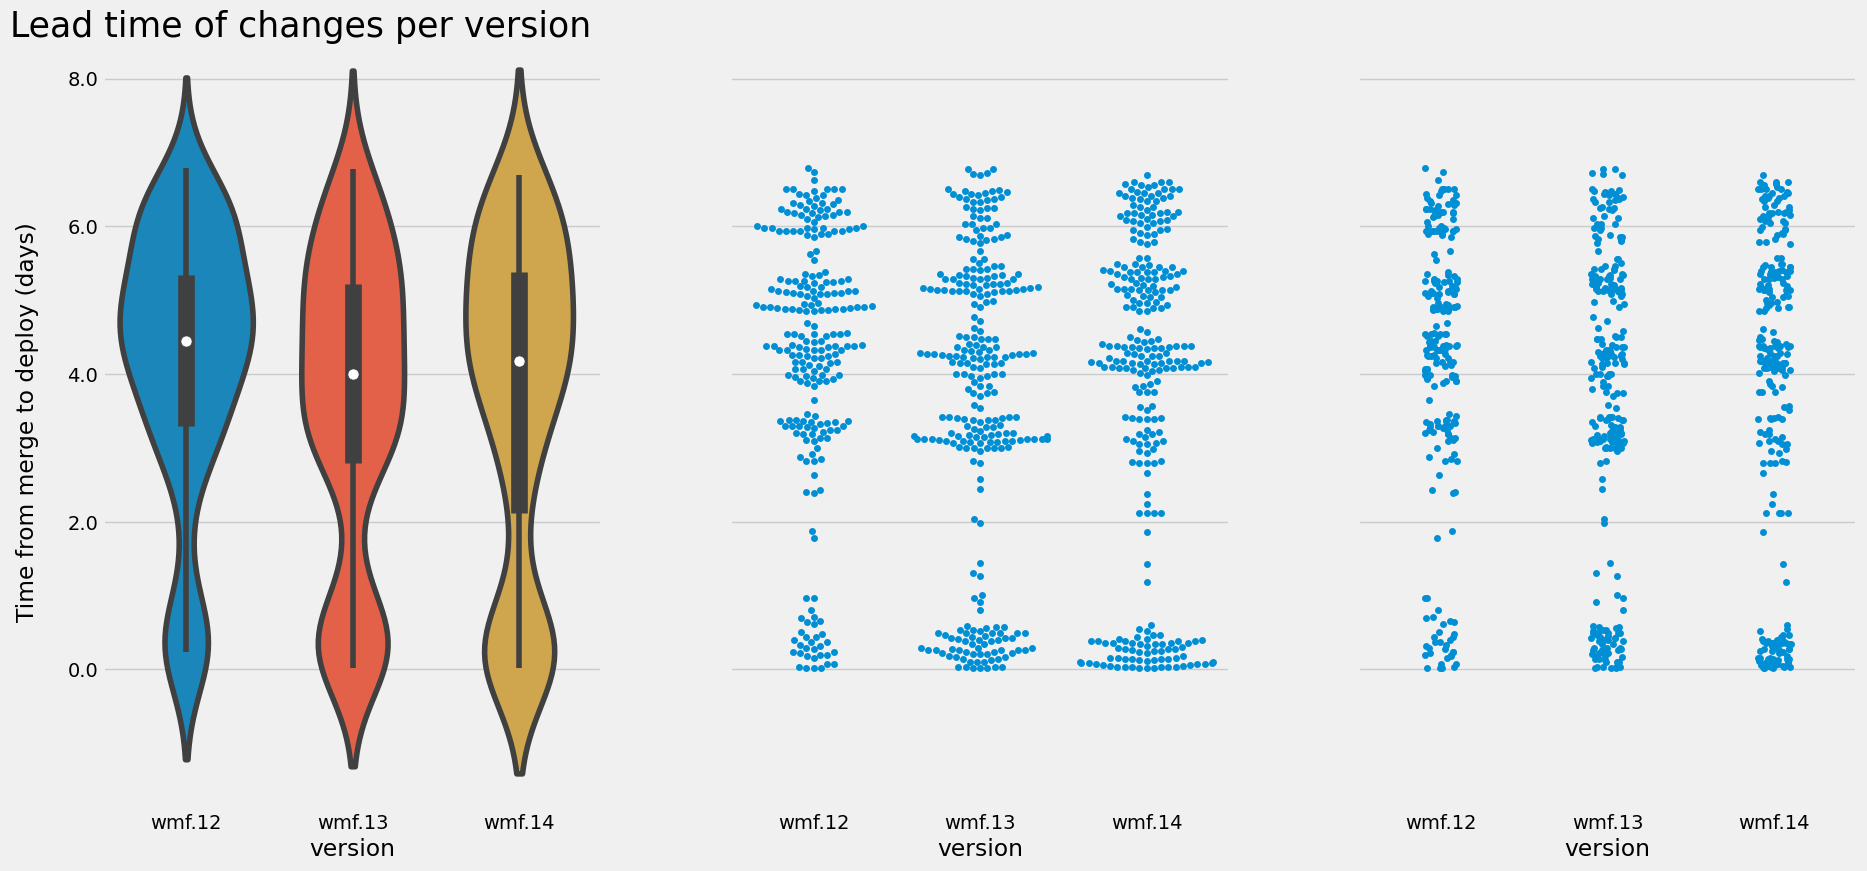 Lead time of changes per version
Time from merge to deploy (days)
8.0
6.0
4.0
2.0
0.0
wmf.12 wmf.13 wmf.14
version
wmf.12 wmf.13 wmf.14
version
wmf.12 wmf.13 wmf.14
version